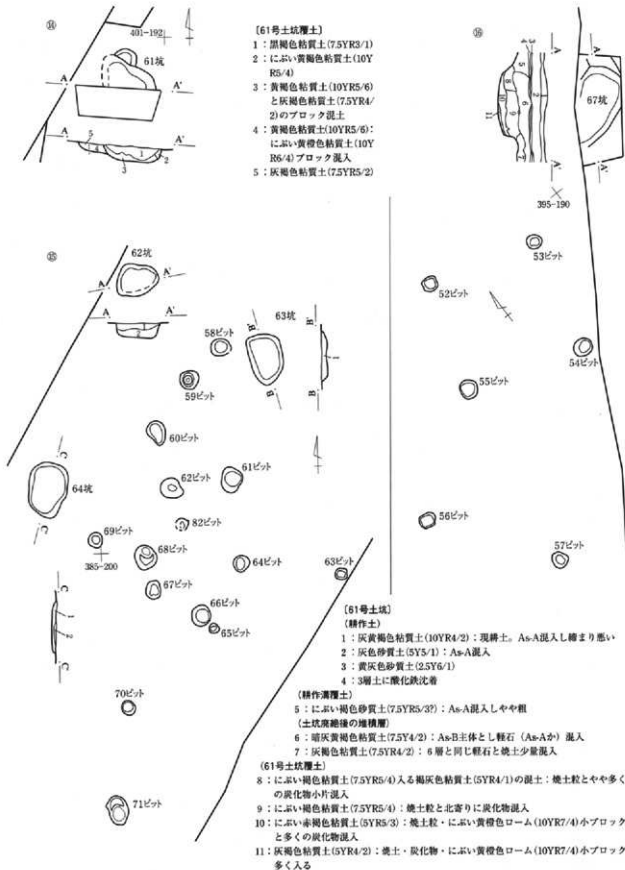 ⑭
401-192
61坑
A
A'
A
A'
5
4
1
3
2
〔61号土坑覆土〕
1：黒褐色粘質土(7.5YR3/1)
2：にぶい黄褐色粘質土(10Y
R5/4)
3：黄褐色粘質土(10YR5/6)
と灰褐色粘質土(7.5YR4/
2)のブロック混土
4：黄褐色粘質土(10YR5/6)：
にぶい黄橙色粘質土(10Y
R6/4)ブロック混入
5：灰褐色粘質土(7.5YR5/2)
⑯
A
A'
67坑
A
A'
395-190
53ピット
52ピット
54ピット
55ピット
56ピット
57ピット
⑮
62坑
A
A'
A
A'
58ピット
63坑
B
B'
B
B'
1
59ピット
60ピット
61ピット
62ピット
64坑
C
C'
82ピット
69ピット
385-200
68ピット
64ピット
63ピット
67ピット
66ピット
65ピット
C
1
2
C'
70ピット
71ピット
〔61号土坑〕
(耕作土)
1：灰黄褐色粘質土(10YR4/2)：現耕土。As-A混入し締まり悪い
2：灰色砂質土(5Y5/1)：As-A混入
3：黄灰色砂質土(2.5Y6/1)
4：3層土に酸化鉄沈着
(耕作溝覆土)
5：にぶい褐色砂質土(7.5YR5/3?)：As-A混入しやや粗
(土坑廃絶後の堆積層)
6：暗灰黄褐色粘質土(7.5Y4/2)：As-B主体とし軽石（As-Aか）混入
7：灰褐色粘質土(7.5YR4/2)：6層と同じ軽石と焼土少量混入
(61号土坑覆土)
8：にぶい褐色粘質土(7.5YR5/4)入る褐灰色粘質土(5YR4/1)の混土：焼土粒とやや多く
の炭化物小片混入
9：にぶい褐色粘質土(7.5YR5/4)：焼土粒と北寄りに炭化物混入
10：にぶい赤褐色粘質土(5YR5/3)：焼土粒・にぶい黄橙色ローム(10YR7/4)小ブロック
と多くの炭化物混入
11：灰褐色粘質土(5YR4/2)：焼土・炭化物・にぶい黄橙色ローム(10YR7/4)小ブロック
多く入る